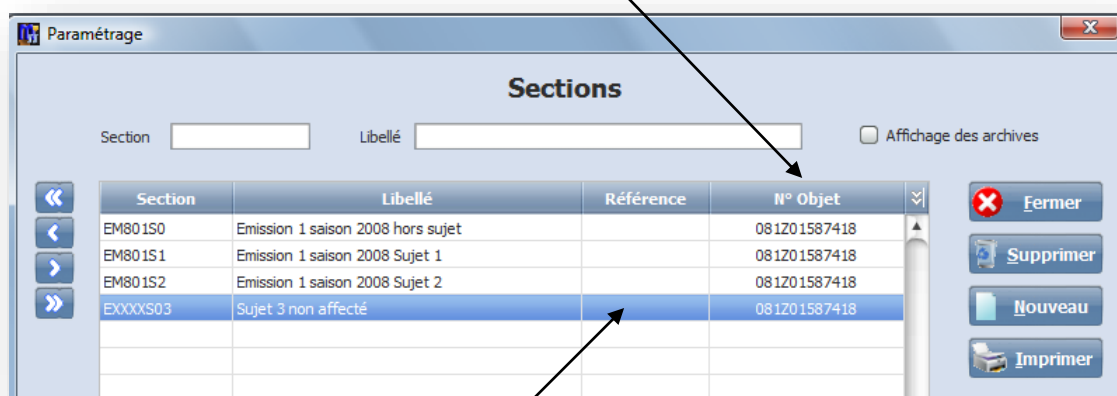 Paramétrage
Sections
Section Libellé Affichage des archives
Section Libellé Référence N° Objet
EM801S0 Emission 1 saison 2008 hors sujet 081Z01587418
EM801S1 Emission 1 saison 2008 Sujet 1 081Z01587418
EM801S2 Emission 1 saison 2008 Sujet 2 081Z01587418
EXXXXS03 Sujet 3 non affecté 081Z01587418
Fermer
Supprimer
Nouveau
Imprimer